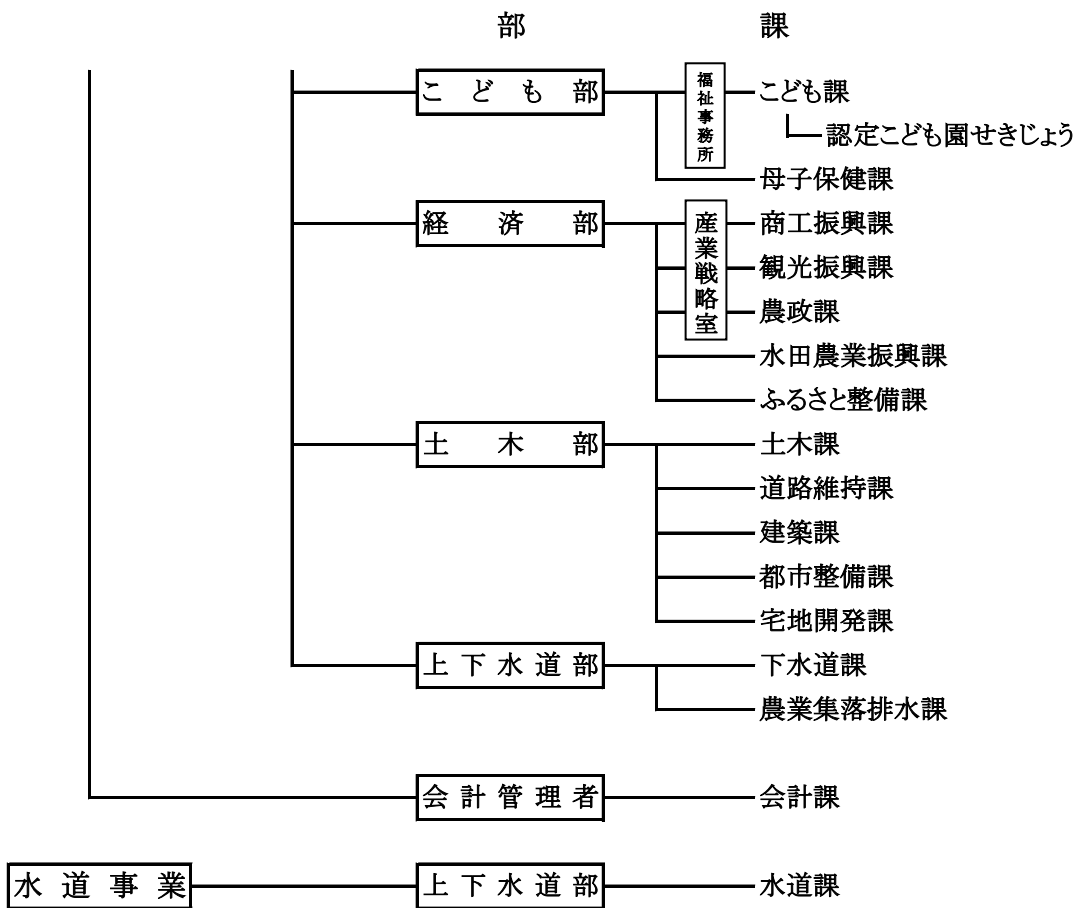 部 課
こども部 福祉事務所 こども課
認定こども園せきじょう
母子保健課
経済部 産業戦略室 商工振興課
観光振興課
農政課
水田農業振興課
ふるさと整備課
土木部 土木課
道路維持課
建築課
都市整備課
宅地開発課
上下水道部 下水道課
農業集落排水課
会計管理者 会計課
水道事業 上下水道部 水道課